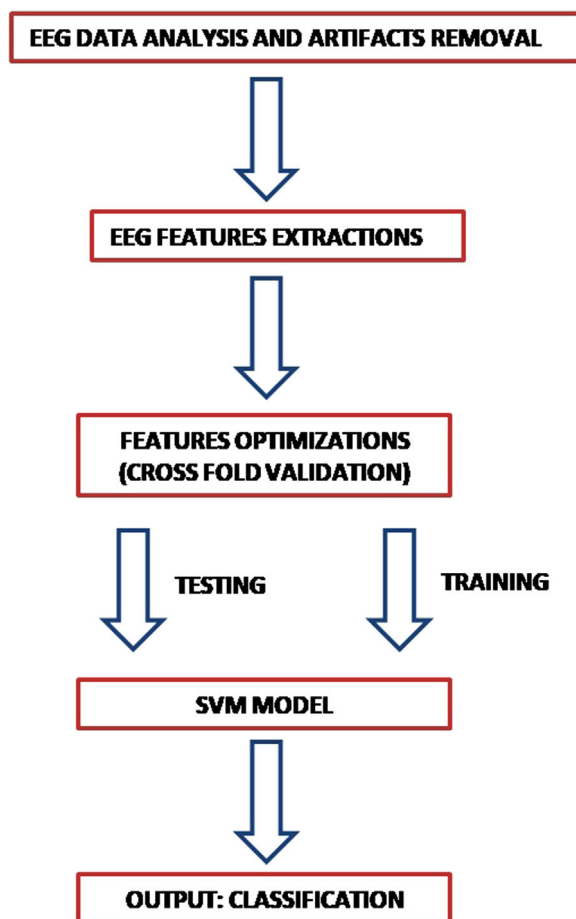 EEG DATA ANALYSIS AND ARTIFACTS REMOVAL
EEG FEATURES EXTRACTIONS
FEATURES OPTIMIZATIONS
(CROSS FOLD VALIDATION)
TESTING
TRAINING
SVM MODEL
OUTPUT: CLASSIFICATION